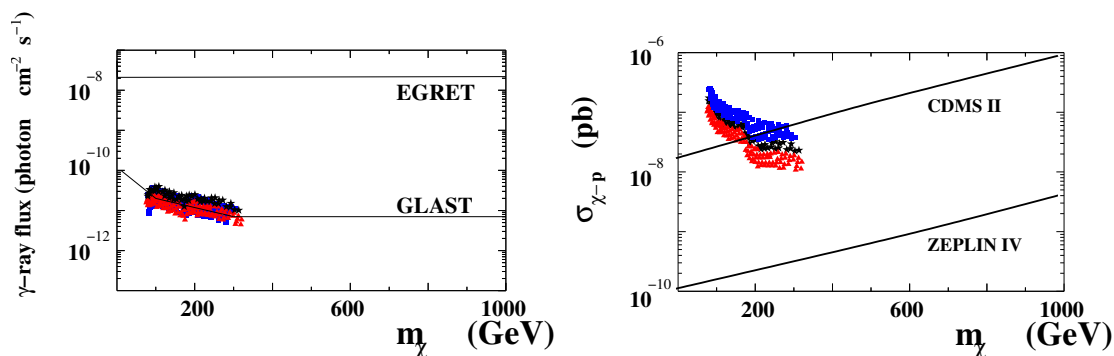 γ−ray flux (photon cm⁻² s⁻¹)
10⁻⁸
10⁻¹⁰
10⁻¹²
EGRET
GLAST
200
600
1000
m_χ (GeV)
σ_χ−p (pb)
10⁻⁶
10⁻⁸
10⁻¹⁰
CDMS II
ZEPLIN IV
200
600
1000
m_χ (GeV)